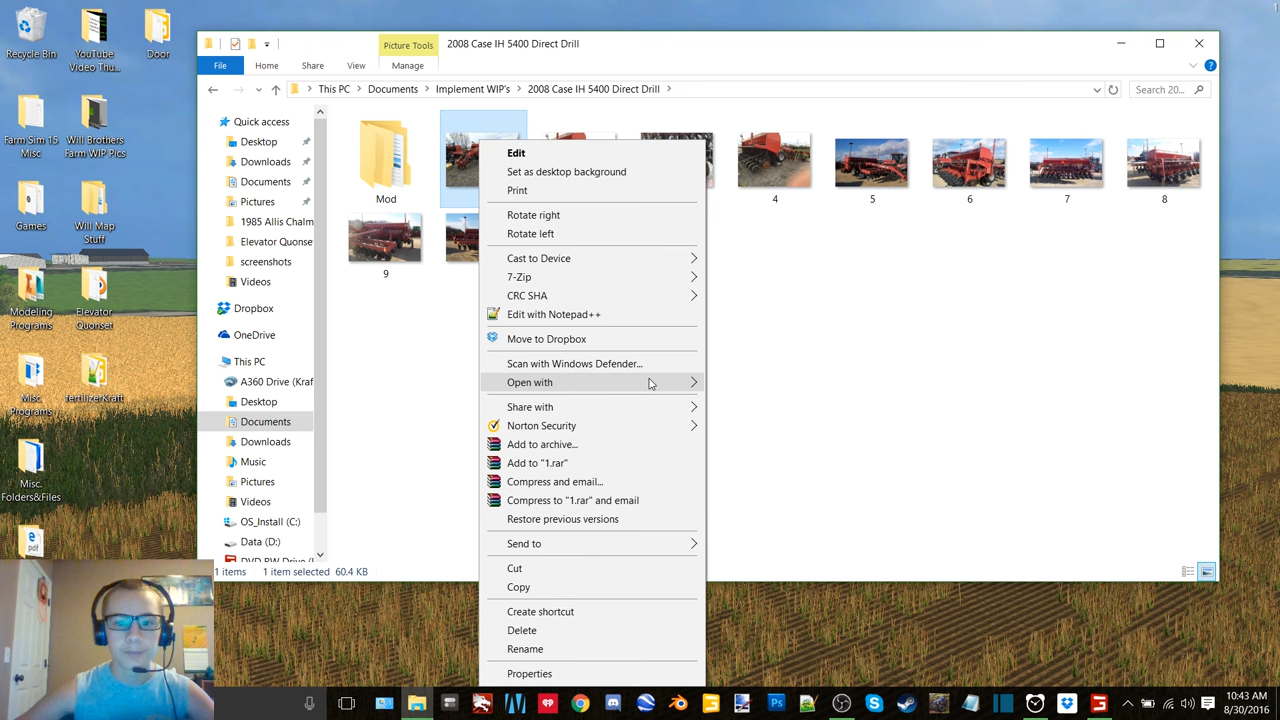 1
Recycle Bin
YouTube
Video Thu...
Door
Farm Sim 15
Misc
Will Brothers
Farm WIP Pics
Games
Will Map
Stuff
Modeling
Programs
Elevator
Quonset
Misc.
Programs
fertilizerKraft
Misc.
Folders&Files
pdf
Picture Tools
2008 Case IH 5400 Direct Drill
File
Home
Share
View
Manage
This PC
Documents
Implement WIP's
2008 Case IH 5400 Direct Drill
Search 20...
Quick access
Desktop
Downloads
Documents
Pictures
1985 Allis Chalm
Elevator Quonse
screenshots
Videos
Dropbox
OneDrive
This PC
A360 Drive (Kraf
Desktop
Documents
Downloads
Music
Pictures
Videos
OS_Install (C:)
Data (D:)
Mod
4
5
6
7
8
9
Edit
Set as desktop background
Print
Rotate right
Rotate left
Cast to Device
7-Zip
CRC SHA
Edit with Notepad++
Move to Dropbox
Scan with Windows Defender...
Open with
Share with
Norton Security
Add to archive...
Add to "1.rar"
Compress and email...
Compress to "1.rar" and email
Restore previous versions
Send to
Cut
Copy
Create shortcut
Delete
Rename
Properties
1 items
1 item selected
60.4 KB
10:43 AM
8/30/2016